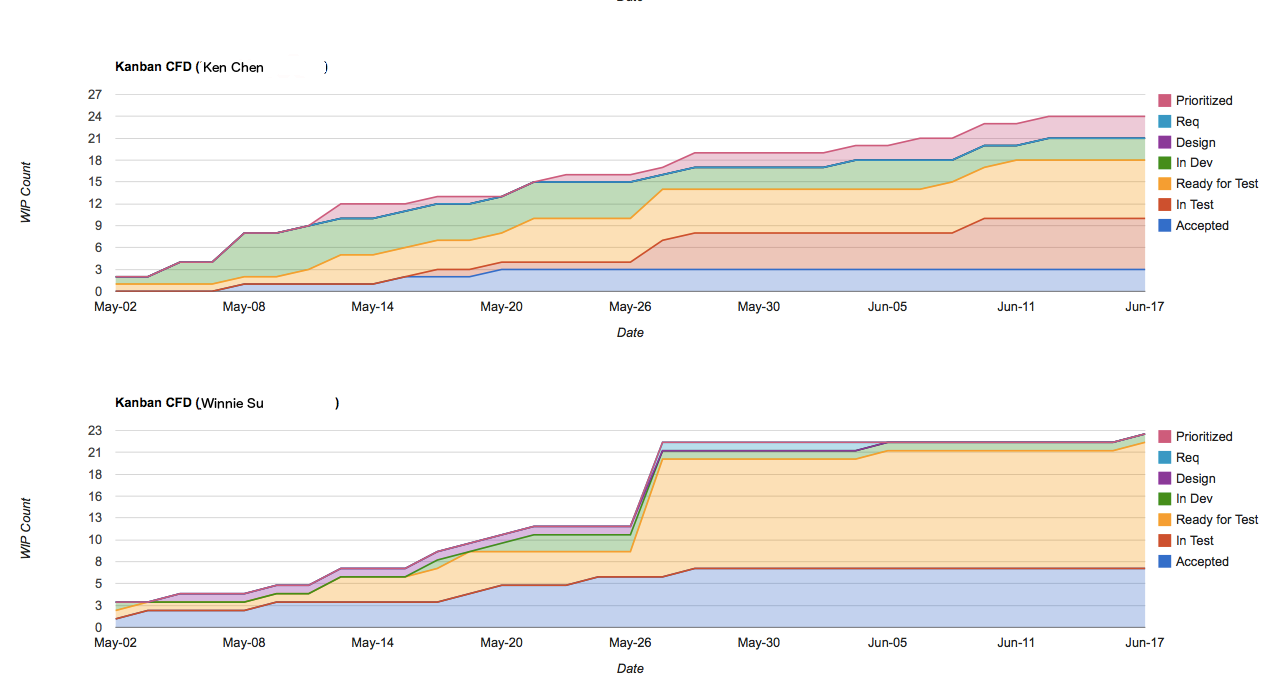 Date
Kanban CFD ( Ken Chen )
27
24
21
18
15
12
9
6
3
0
WIP Count
May-02 May-08 May-14 May-20 May-26 May-30 Jun-05 Jun-11 Jun-17
Date
Prioritized
Req
Design
In Dev
Ready for Test
In Test
Accepted
Kanban CFD (Winnie Su )
23
21
18
16
13
10
8
5
3
0
WIP Count
May-02 May-08 May-14 May-20 May-26 May-30 Jun-05 Jun-11 Jun-17
Date
Prioritized
Req
Design
In Dev
Ready for Test
In Test
Accepted